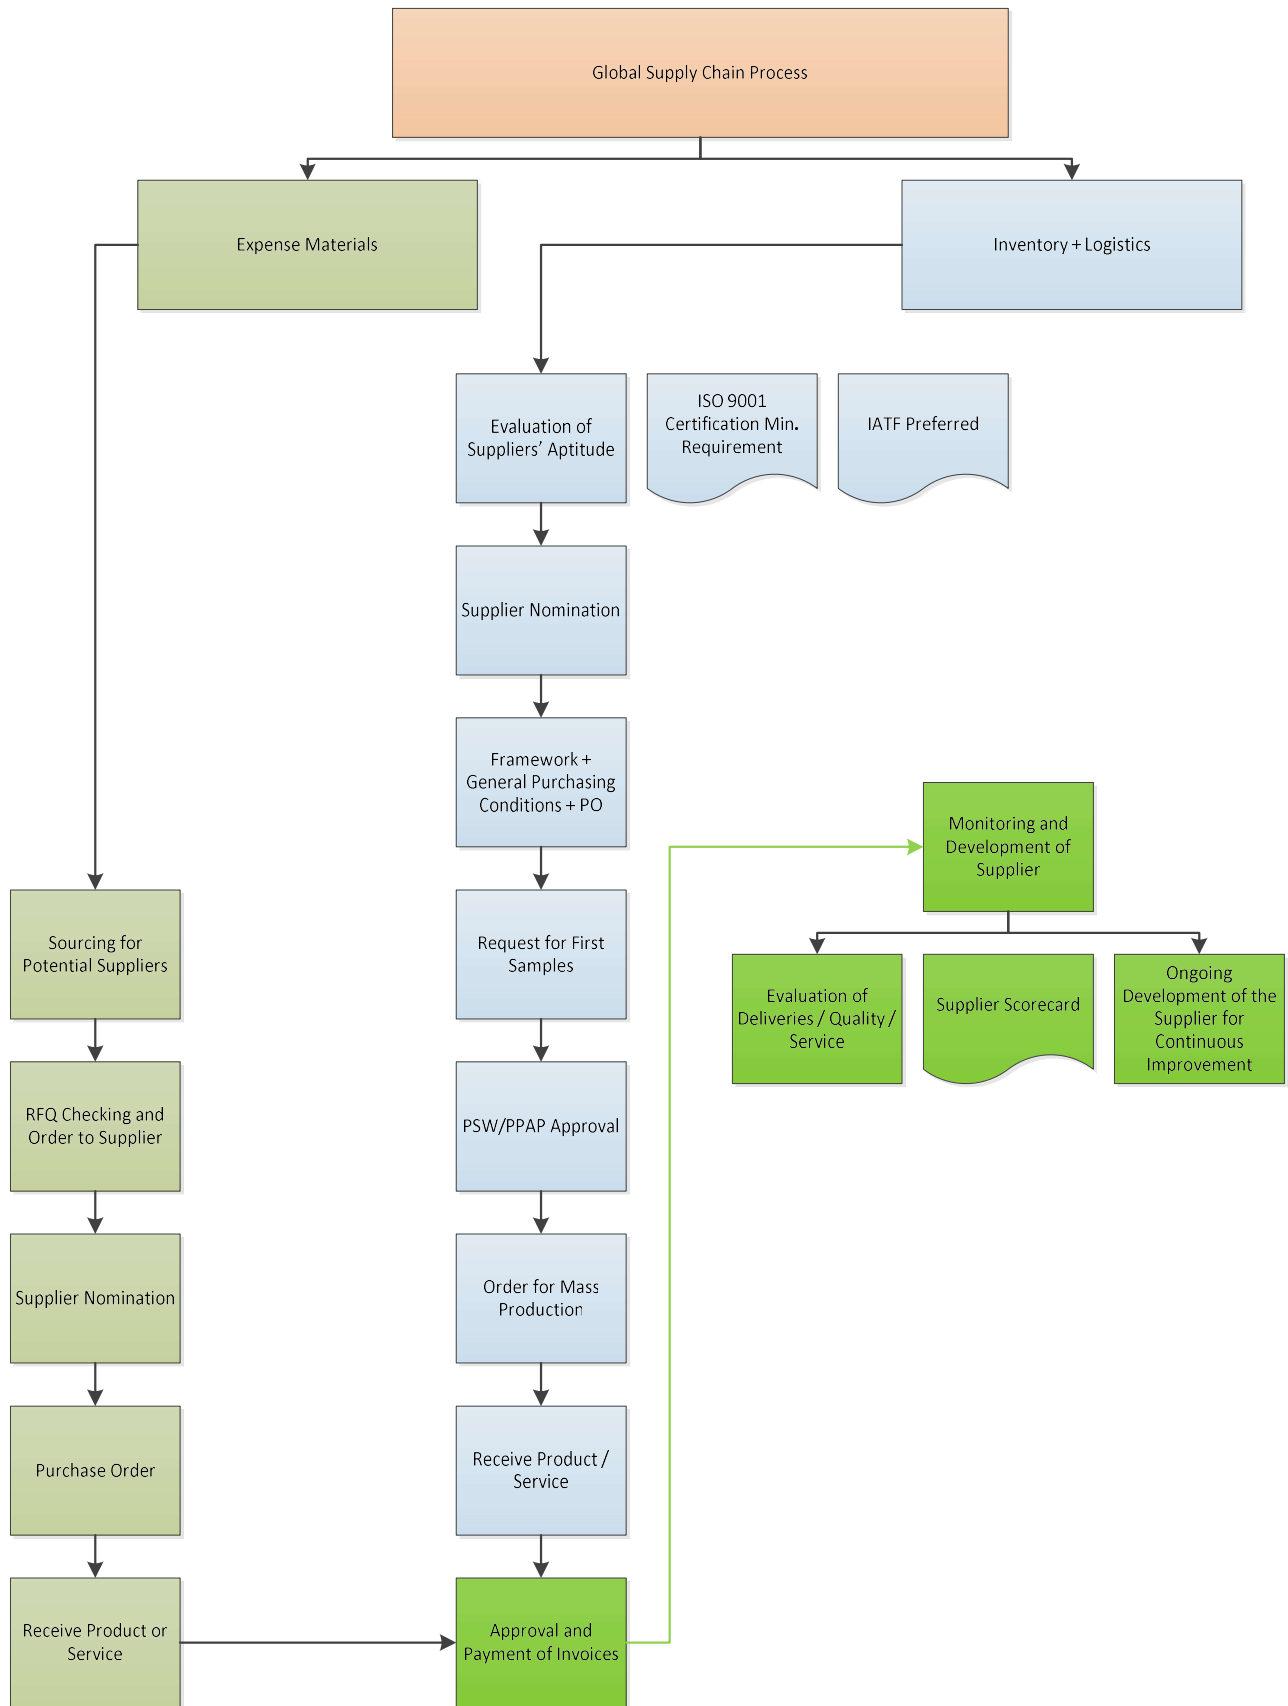 Global Supply Chain Process
Expense Materials
Inventory + Logistics
Evaluation of
Suppliers’ Aptitude
ISO 9001
Certification Min.
Requirement
IATF Preferred
Supplier Nomination
Framework +
General Purchasing
Conditions + PO
Monitoring and
Development of
Supplier
Sourcing for
Potential Suppliers
Request for First
Samples
Evaluation of
Deliveries / Quality /
Service
Supplier Scorecard
Ongoing
Development of the
Supplier for
Continuous
Improvement
RFQ Checking and
Order to Supplier
PSW/PPAP Approval
Supplier Nomination
Order for Mass
Production
Purchase Order
Receive Product /
Service
Receive Product or
Service
Approval and
Payment of Invoices